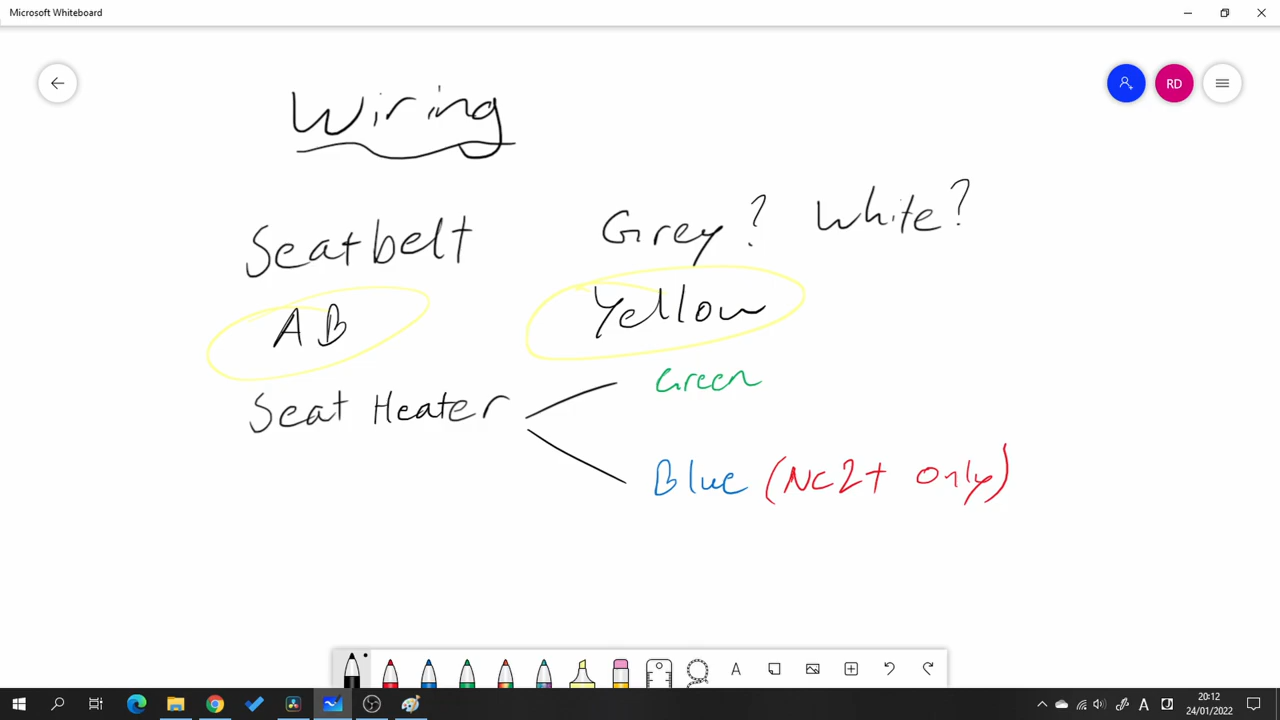 Microsoft Whiteboard
RD
Wiring
Seatbelt Grey? White?
AB Yellow
Seat Heater Green
Blue (NC2+ only)
A
20:12
24/01/2022